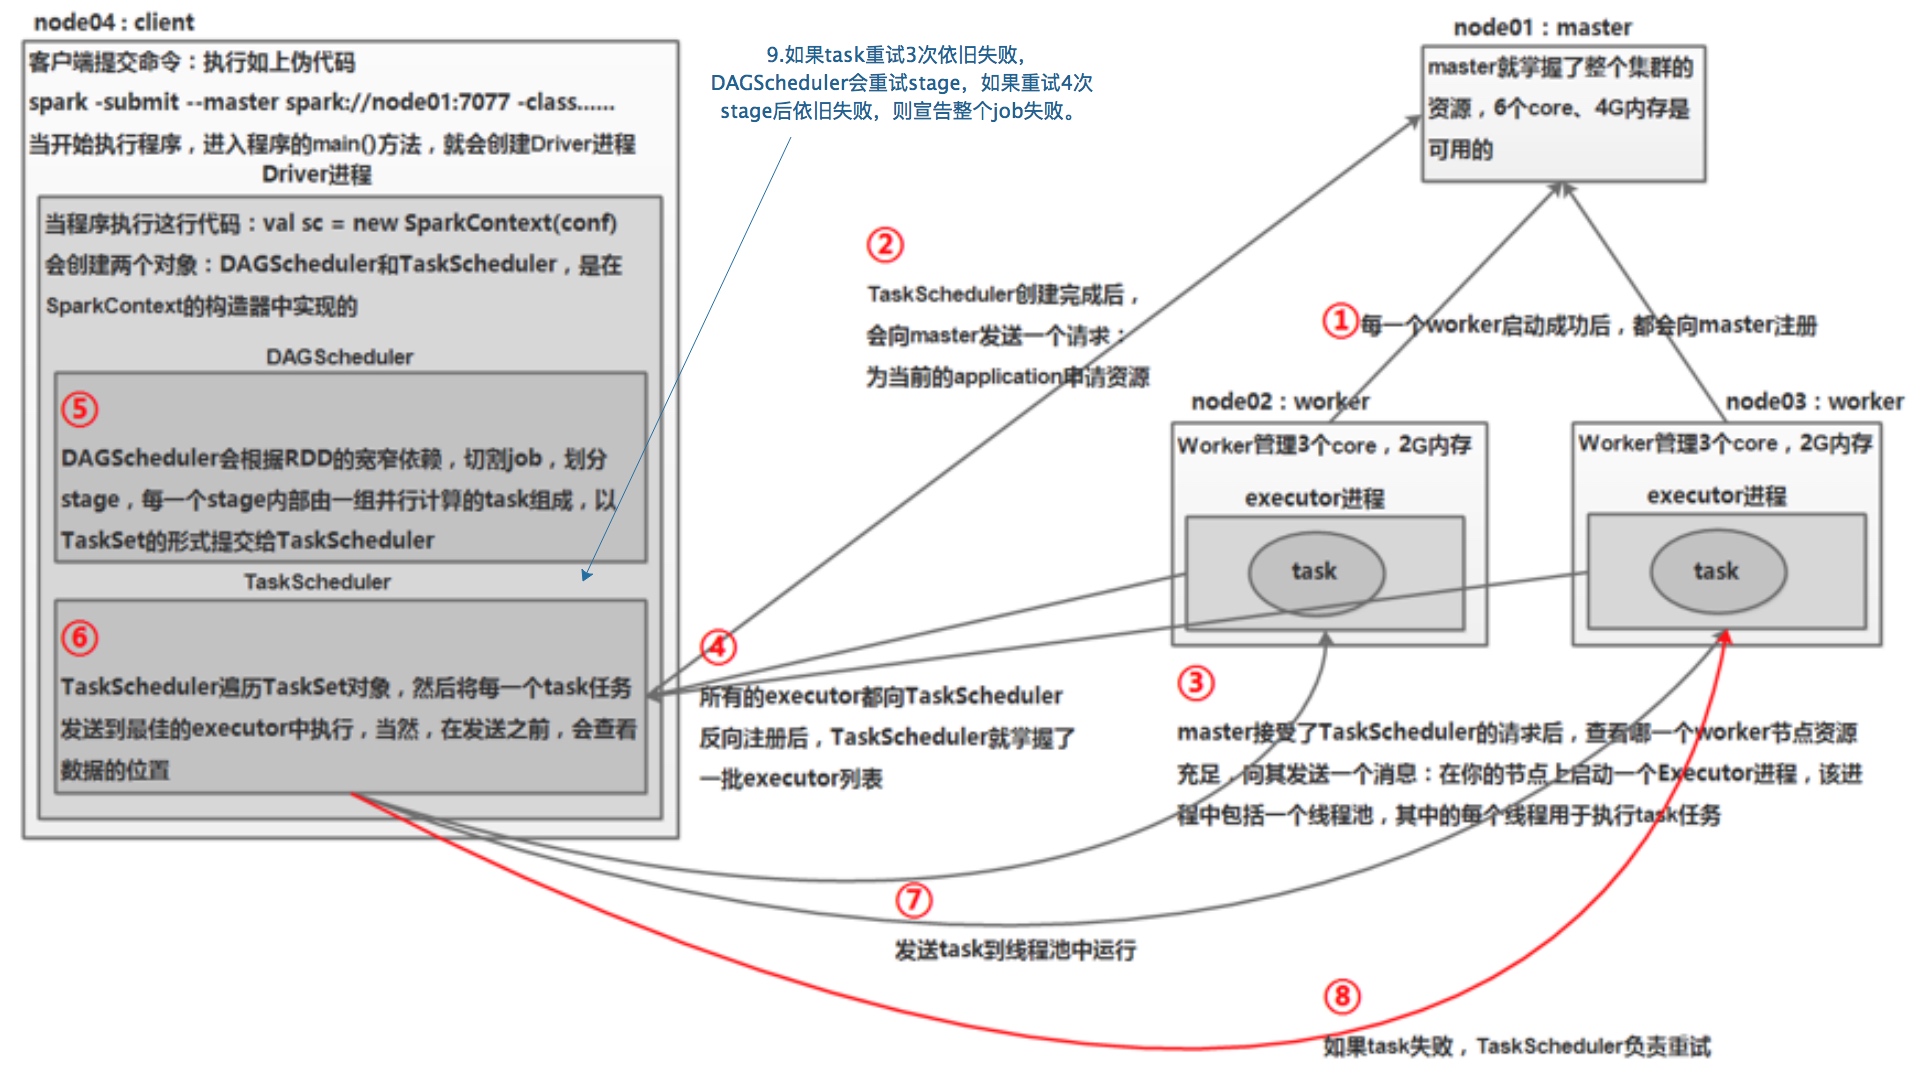 node04 : client
客户端提交命令：执行如上伪代码
spark -submit --master spark://node01:7077 -class......
当开始执行程序，进入程序的main()方法，就会创建Driver进程
Driver进程
当程序执行这行代码：val sc = new SparkContext(conf)
会创建两个对象：DAGScheduler和TaskScheduler，是在
SparkContext的构造器中实现的
DAGScheduler
⑤
DAGScheduler会根据RDD的宽窄依赖，切割job，划分
stage，每一个stage内部由一组并行计算的task组成，以
TaskSet的形式提交给TaskScheduler
TaskScheduler
⑥
TaskScheduler遍历TaskSet对象，然后将每一个task任务
发送到最佳的executor中执行，当然，在发送之前，会查看
数据的位置
9.如果task重试3次依旧失败，
DAGScheduler会重试stage，如果重试4次
stage后依旧失败，则宣告整个job失败。
node01：master
master就掌握了整个集群的
资源，6个core、4G内存是
可用的
②
TaskScheduler创建完成后，
会向master发送一个请求：
为当前的application申请资源
①每一个worker启动成功后，都会向master注册
node02：worker
Worker管理3个core，2G内存
executor进程
task
node03：worker
Worker管理3个core，2G内存
executor进程
task
④
所有的executor都向TaskScheduler
反向注册后，TaskScheduler就掌握了
一批executor列表
③
master接受了TaskScheduler的请求后，查看哪一个worker节点资源
充足，向其发送一个消息：在你的节点上启动一个Executor进程，该进
程中包括一个线程池，其中的每个线程用于执行task任务
⑦
发送task到线程池中运行
⑧
如果task失败，TaskScheduler负责重试